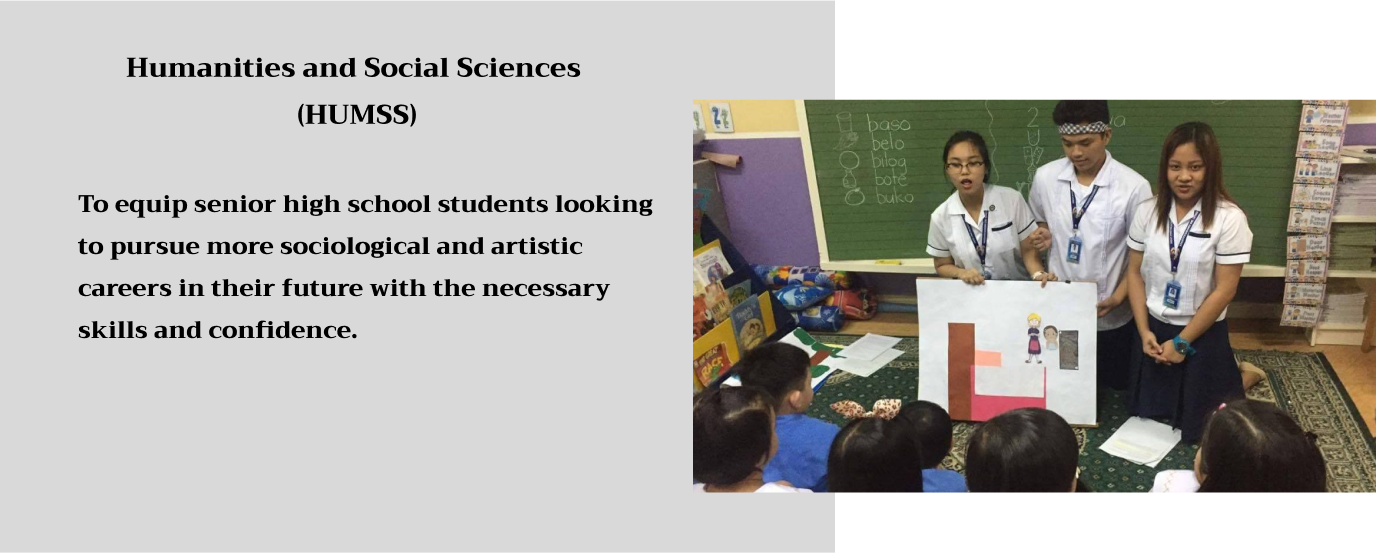 Humanities and Social Sciences
(HUMSS)
To equip senior high school students looking
to pursue more sociological and artistic
careers in their future with the necessary
skills and confidence.
baso
belo
bilog
bote
buko
2